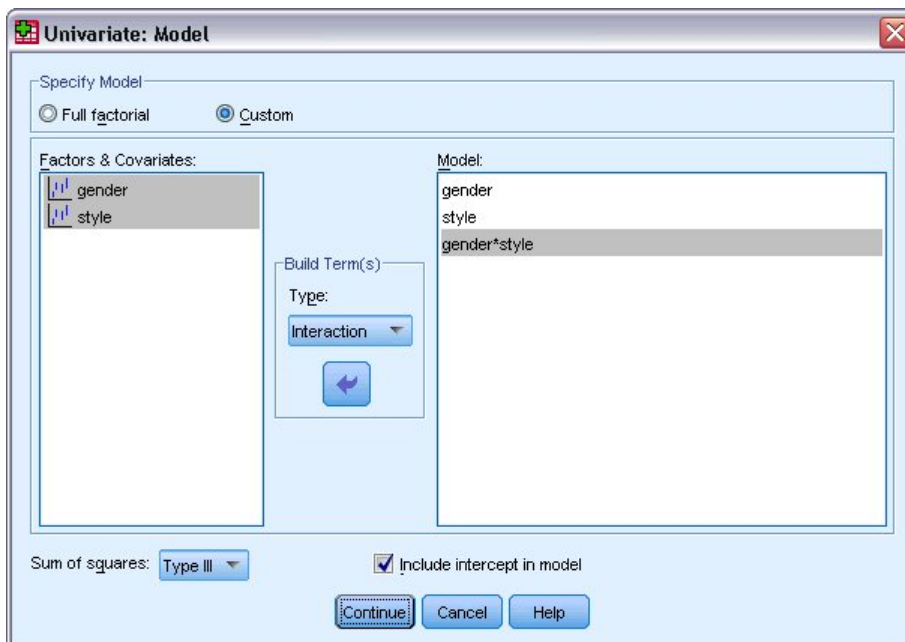 Univariate: Model
Specify Model
Full factorial
Custom
Factors & Covariates:
gender
style
Build Term(s)
Type:
Interaction
Model:
gender
style
gender*style
Sum of squares: Type III
Include intercept in model
Continue Cancel Help